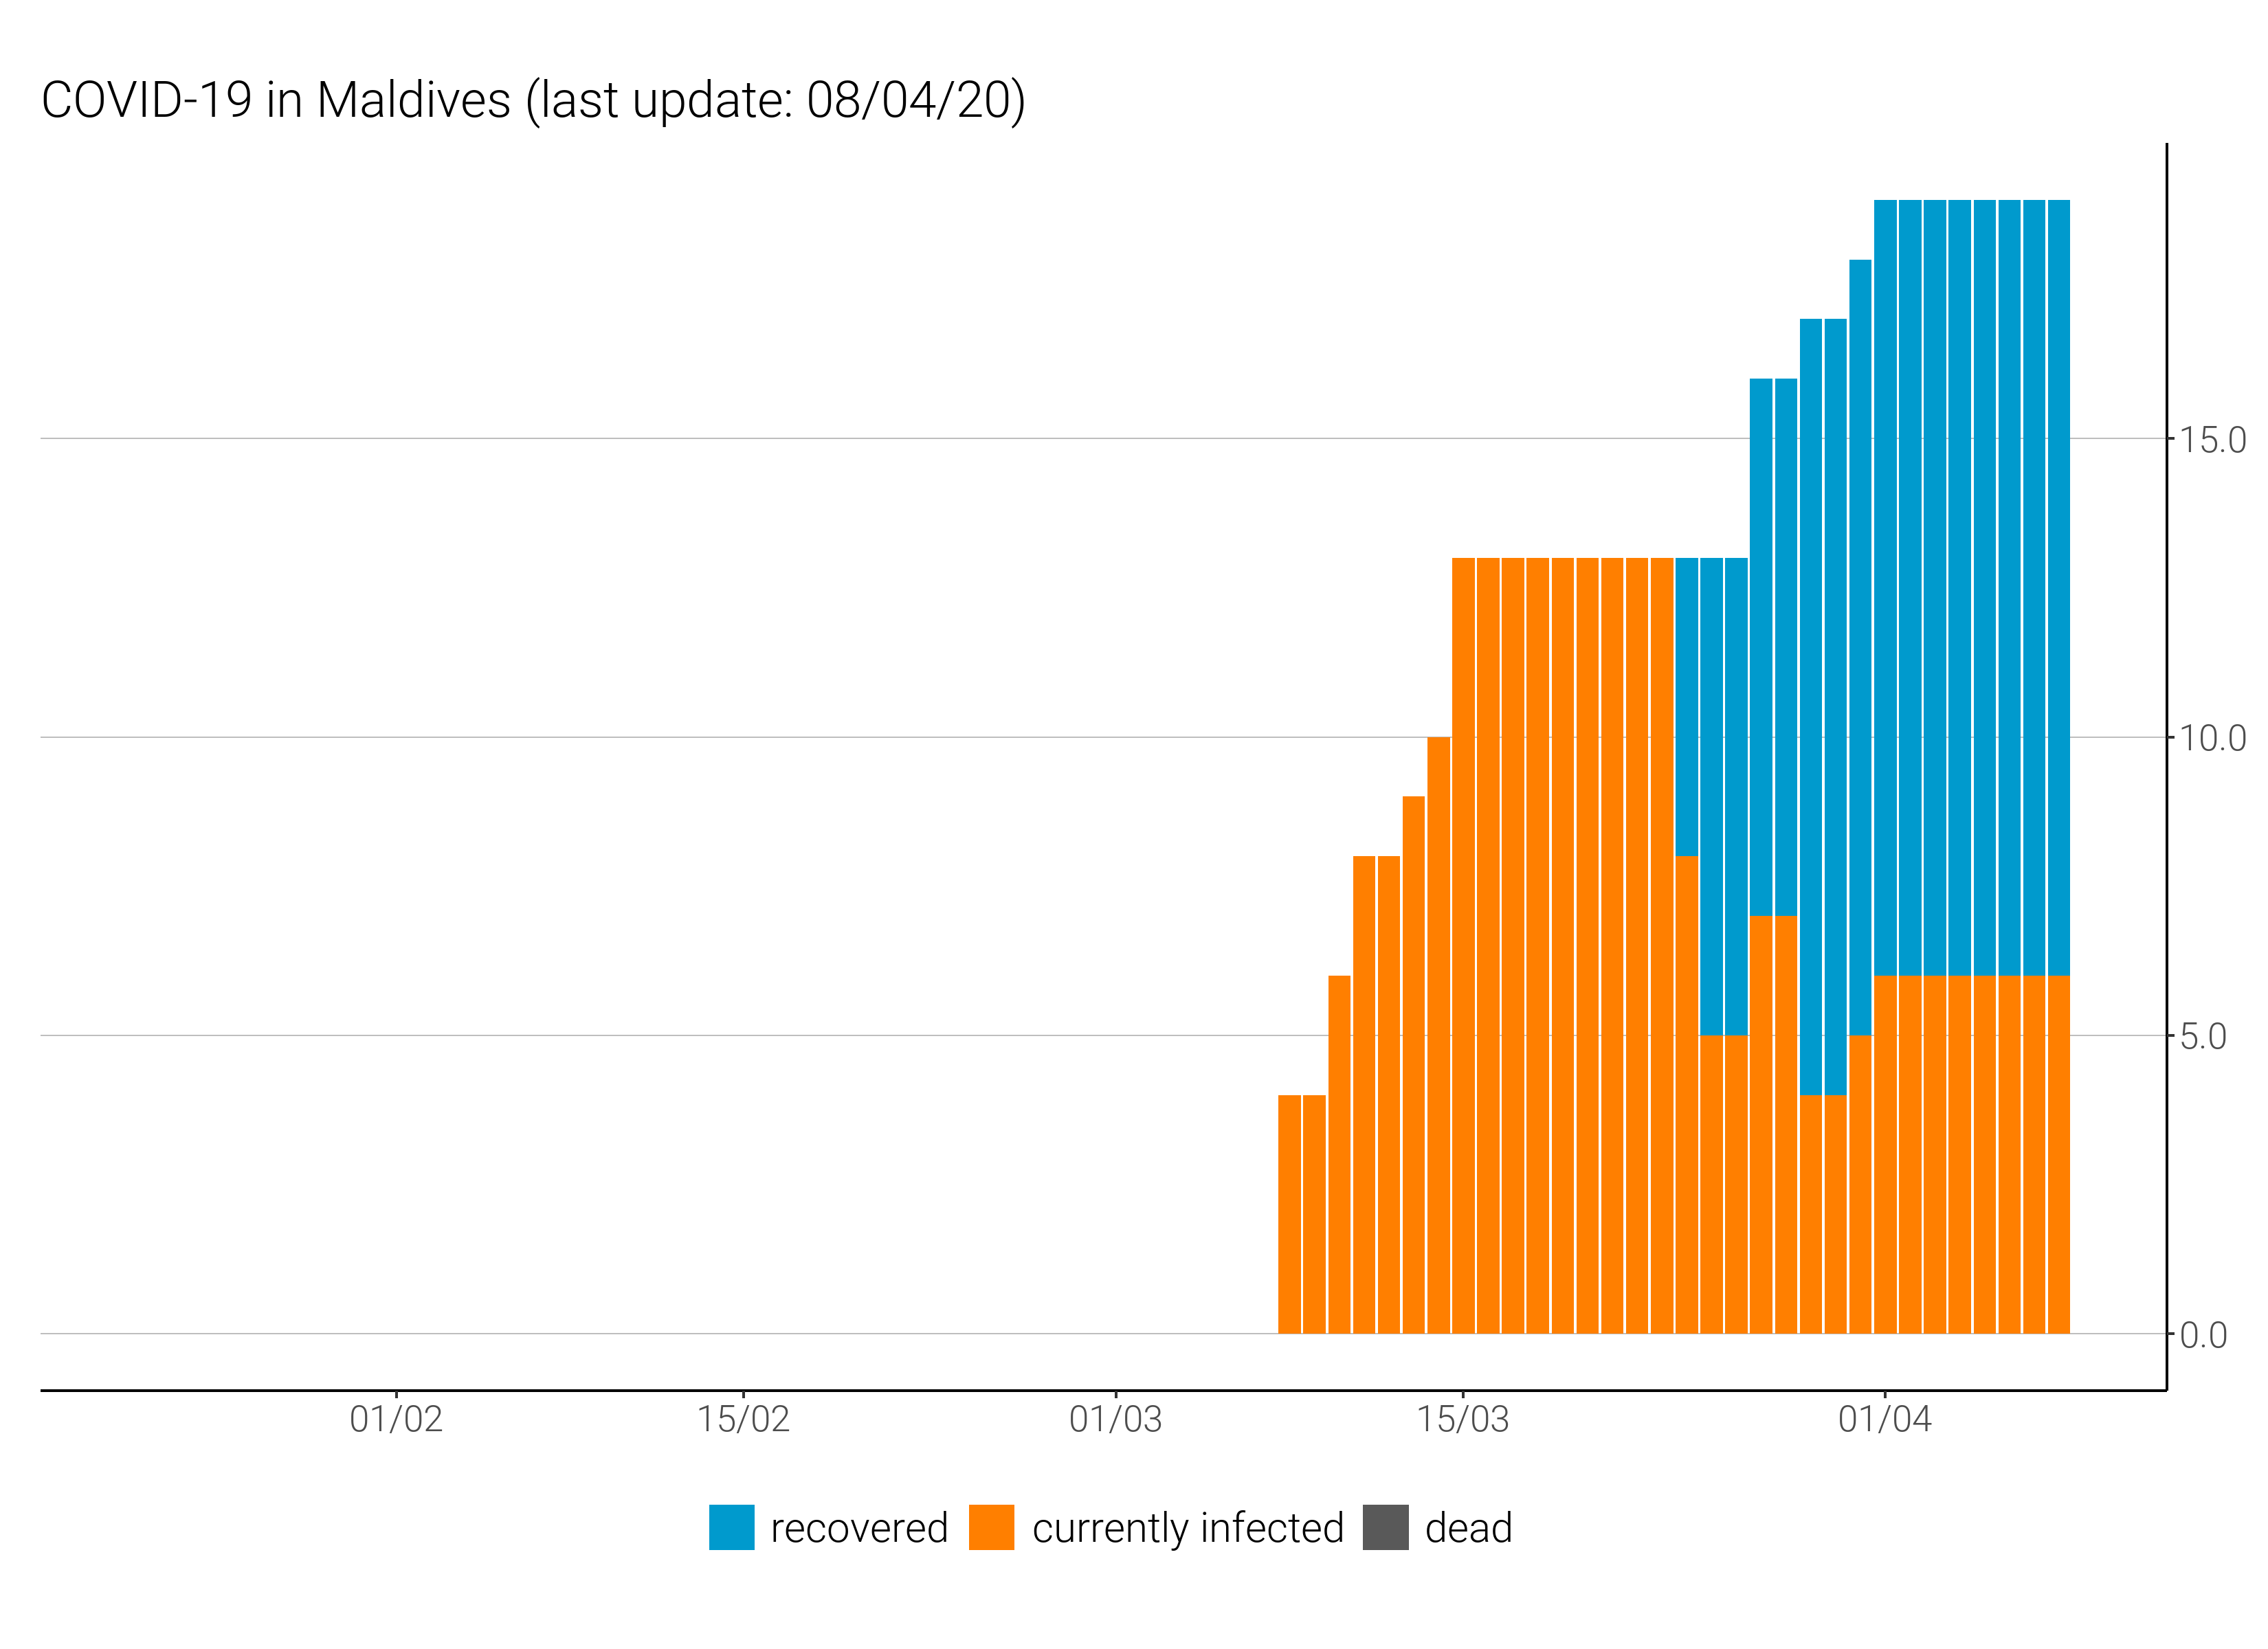 COVID-19 in Maldives (last update: 08/04/20)
15.0
10.0
5.0
0.0
01/02 15/02 01/03 15/03 01/04
recovered currently infected dead